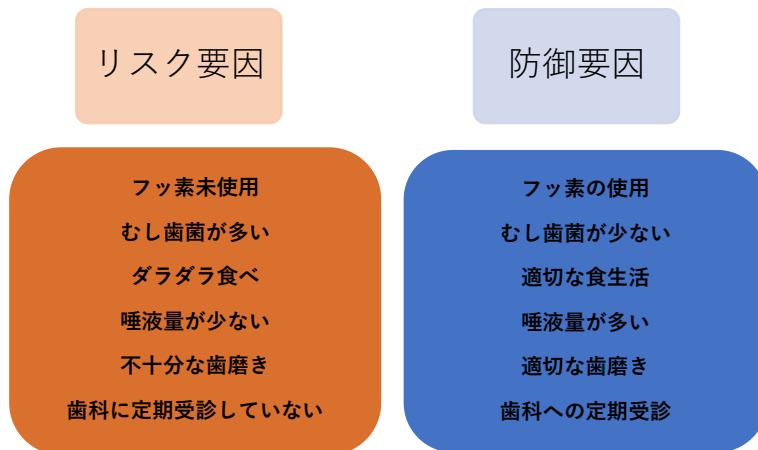 リスク要因
防御要因
フッ素未使用
むし歯菌が多い
ダラダラ食べ
唾液量が少ない
不十分な歯磨き
歯科に定期受診していない
フッ素の使用
むし歯菌が少ない
適切な食生活
唾液量が多い
適切な歯磨き
歯科への定期受診